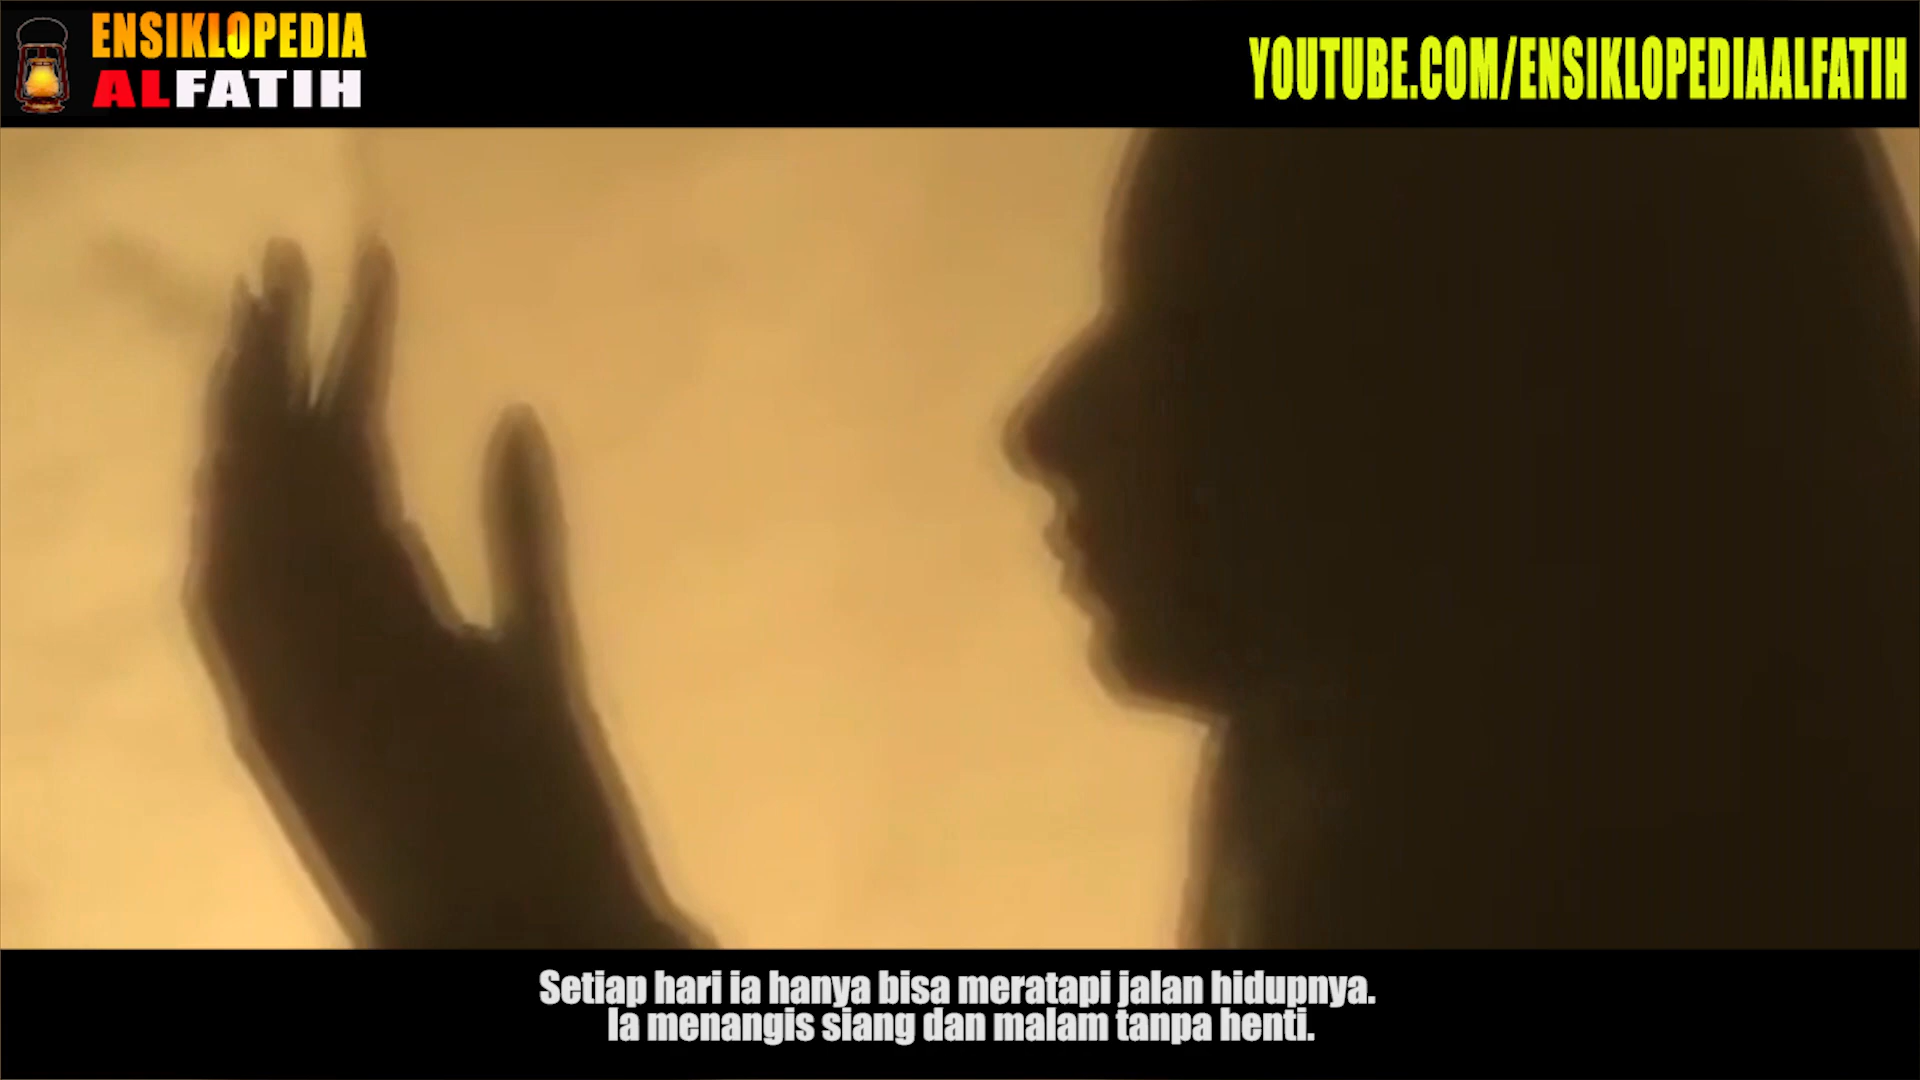 ENSIKLOPEDIA
ALFATIH
YOUTUBE.COM/ENSIKLOPEDIAALFATIH
Setiap hari ia hanya bisa meratapi jalan hidupnya.
Ia menangis siang dan malam tanpa henti.